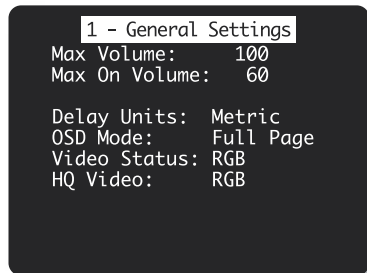 1 - General Settings
Max Volume: 100
Max On Volume: 60
Delay Units: Metric
OSD Mode: Full Page
Video Status: RGB
HQ Video: RGB